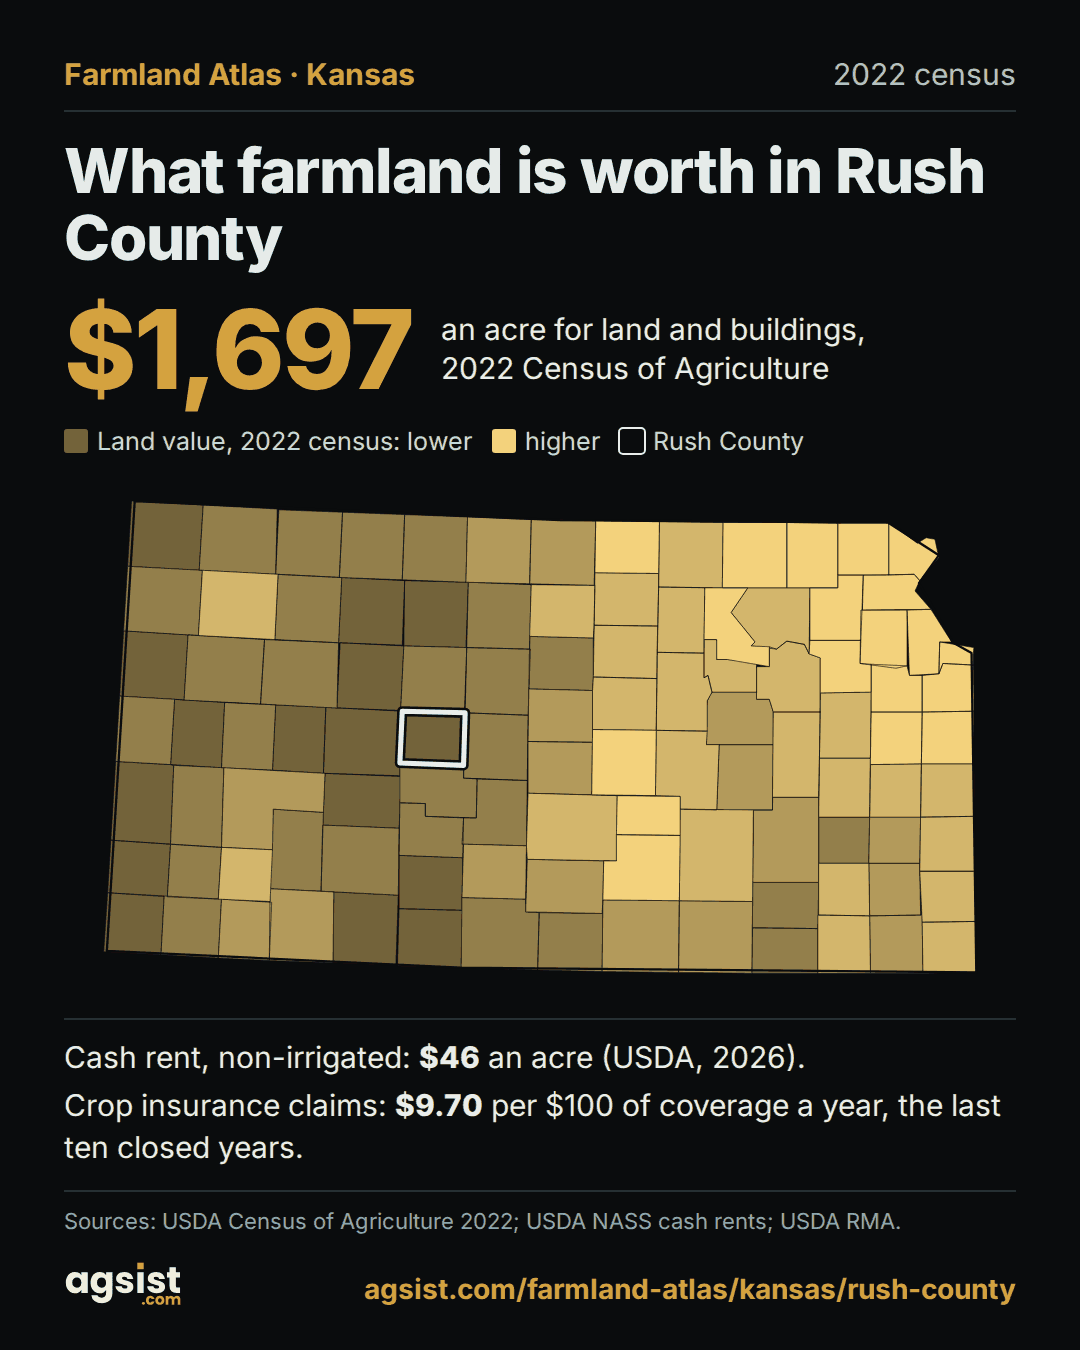 Farmland Atlas · Kansas
2022 census
What farmland is worth in Rush
County
$1,697
an acre for land and buildings,
2022 Census of Agriculture
Land value, 2022 census: lower
higher
Rush County
Cash rent, non-irrigated: $46 an acre (USDA, 2026).
Crop insurance claims: $9.70 per $100 of coverage a year, the last
ten closed years.
Sources: USDA Census of Agriculture 2022; USDA NASS cash rents; USDA RMA.
agsist
.com
agsist.com/farmland-atlas/kansas/rush-county